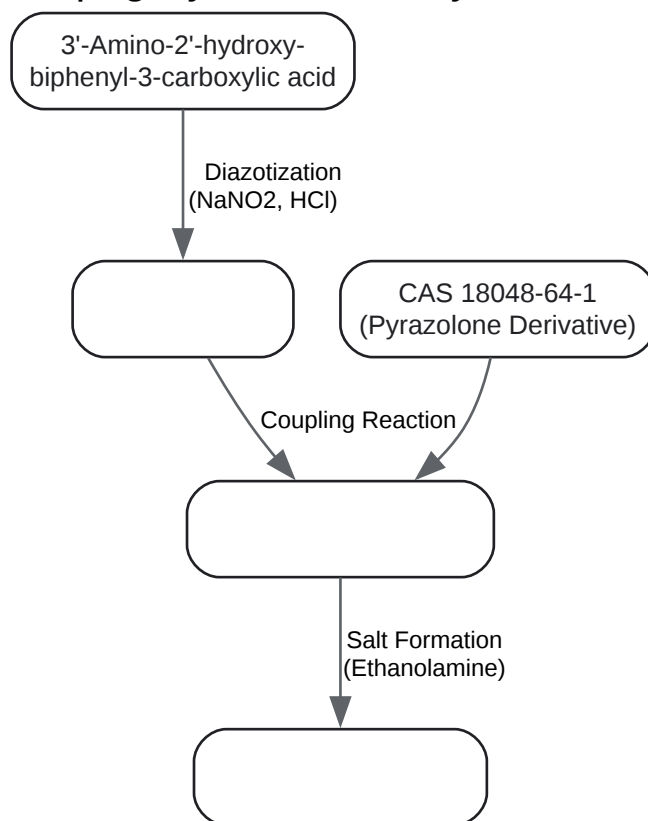 3'-Amino-2'-hydroxy-
biphenyl-3-carboxylic acid
Diazotization
(NaNO2, HCl)
CAS 18048-64-1
(Pyrazolone Derivative)
Coupling Reaction
Salt Formation
(Ethanolamine)